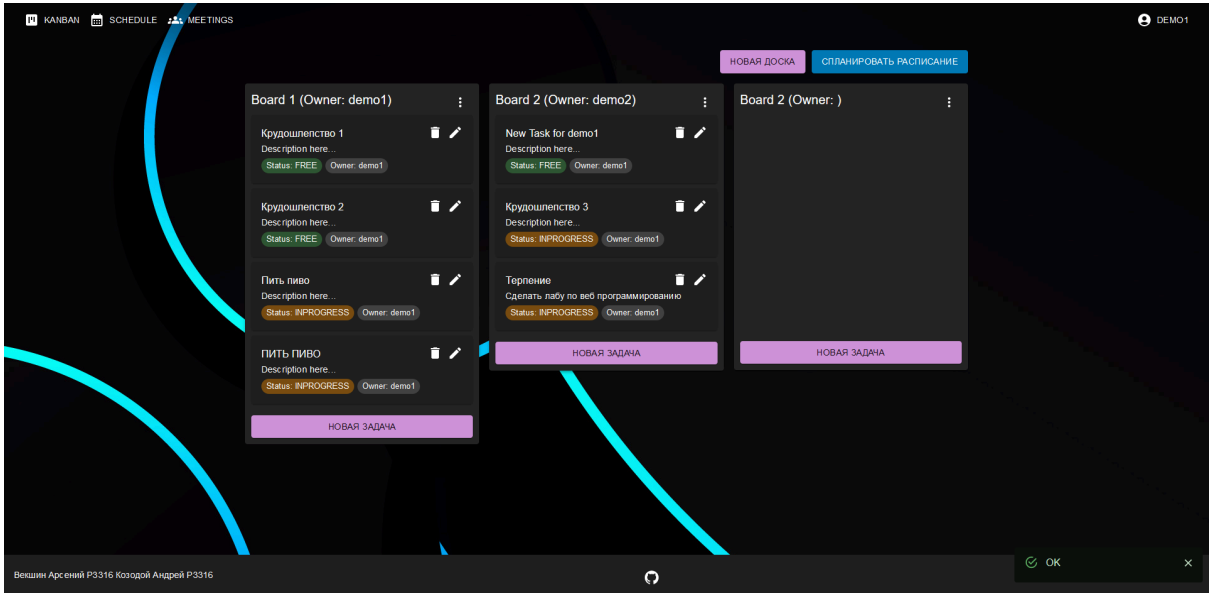 KANBAN SCHEDULE MEETINGS DEMO1
НОВАЯ ДОСКА СПЛАНИРОВАТЬ РАСПИСАНИЕ
Board 1 (Owner: demo1)
Крудошлепство 1
Description here...
Status: FREE Owner: demo1
Крудошлепство 2
Description here...
Status: FREE Owner: demo1
Пить пиво
Description here...
Status: INPROGRESS Owner: demo1
ПИТЬ ПИВО
Description here...
Status: INPROGRESS Owner: demo1
НОВАЯ ЗАДАЧА
Board 2 (Owner: demo2)
New Task for demo1
Description here...
Status: FREE Owner: demo1
Крудошлепство 3
Description here...
Status: INPROGRESS Owner: demo1
Терпение
Сделать лабу по веб программированию
Status: INPROGRESS Owner: demo1
НОВАЯ ЗАДАЧА
Board 2 (Owner: )
НОВАЯ ЗАДАЧА
Векшин Арсений P3316 Козодой Андрей P3316
OK